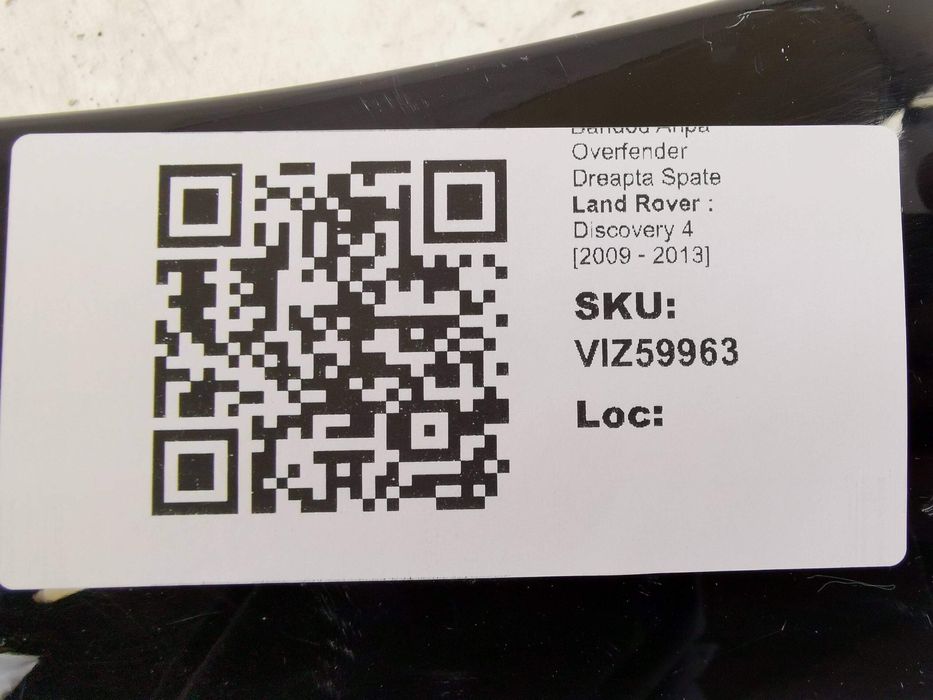 Overfender
Dreapta Spate
Land Rover :
Discovery 4
[2009 - 2013]
SKU:
VIZ59963
Loc: